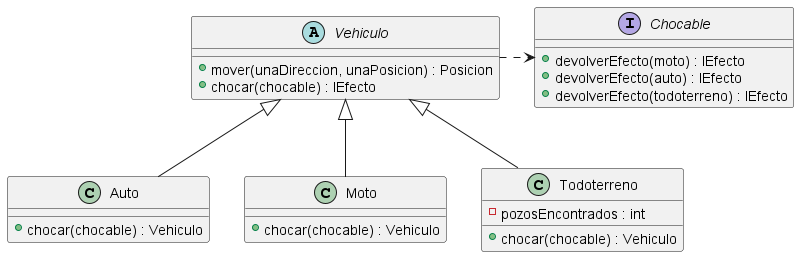 A Vehiculo
mover(unaDireccion, unaPosicion) : Posicion
chocar(chocable) : IEfecto
I Chocable
devolverEfecto(moto) : IEfecto
devolverEfecto(auto) : IEfecto
devolverEfecto(todoterreno) : IEfecto
C Auto
chocar(chocable) : Vehiculo
C Moto
chocar(chocable) : Vehiculo
C Todoterreno
pozosEncontrados : int
chocar(chocable) : Vehiculo